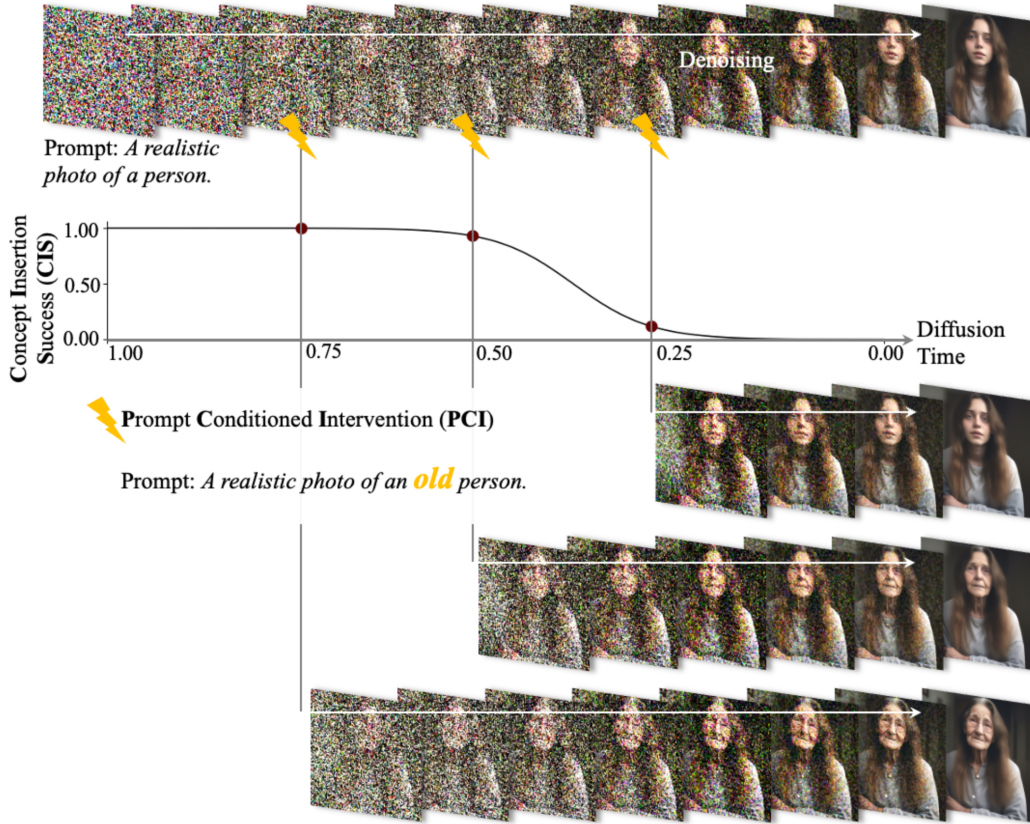 Denoising
Prompt: A realistic
photo of a person.
Concept Insertion
Success (CIS)
1.00
0.50
0.00
1.00
0.75
0.50
0.25
0.00
Diffusion
Time
Prompt Conditioned Intervention (PCI)
Prompt: A realistic photo of an old person.